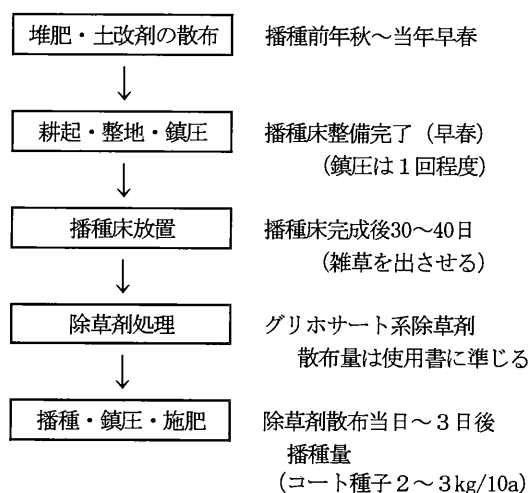 堆肥・土改剤の散布　播種前年秋～当年早春
↓
耕起・整地・鎮圧　播種床整備完了（早春）
（鎮圧は１回程度）
↓
播種床放置　播種床完成後30～40日
（雑草を出させる）
↓
除草剤処理　グリホサート系除草剤
散布量は使用書に準じる
↓
播種・鎮圧・施肥　除草剤散布当日～３日後
播種量
（コート種子２～３kg/10a）